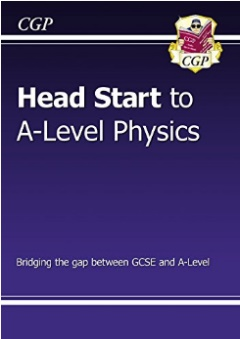 CGP
CGP
Head Start to
A-Level Physics
Bridging the gap between GCSE and A-Level